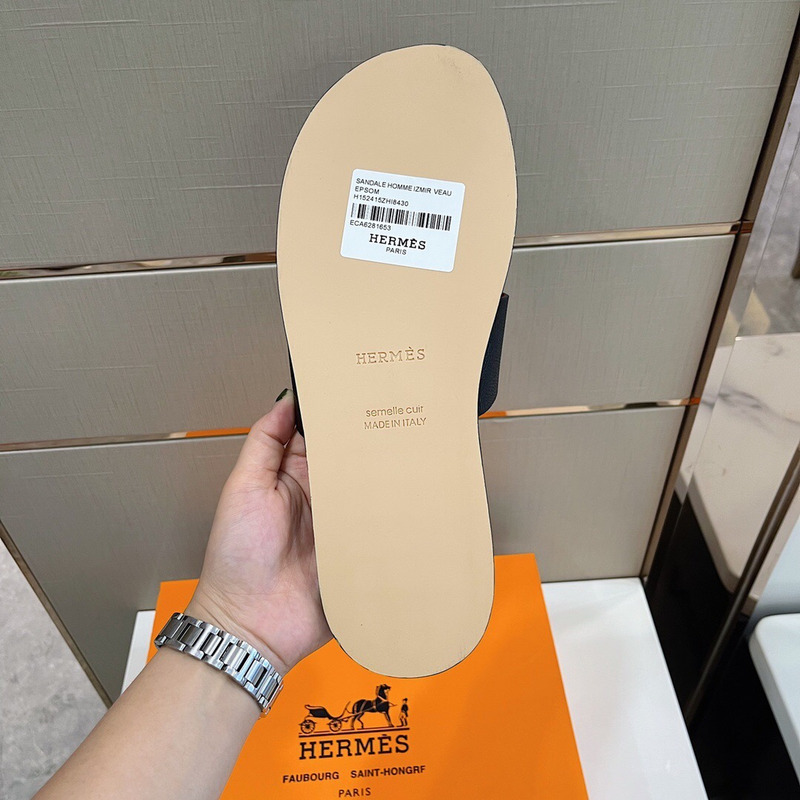 SANDALE HOMME IZMIR VEAU
EPSOM
H152415ZHI8430
ECA6281653
HERMÈS
PARIS
HERMÈS
semelle cuir
MADE IN ITALY
HERMÈS
FAUBOURG SAINT-HONGRF
PARIS